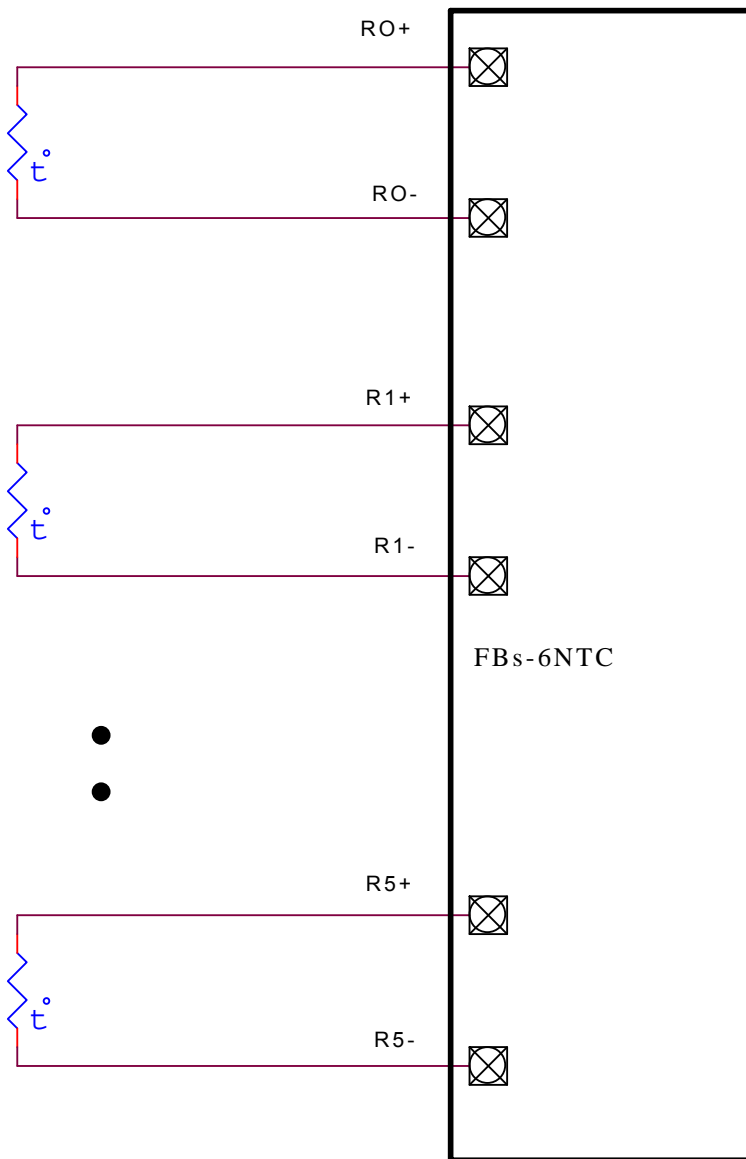 RO+
t°
RO-
R1+
t°
R1-
FBs-6NTC
R5+
t°
R5-